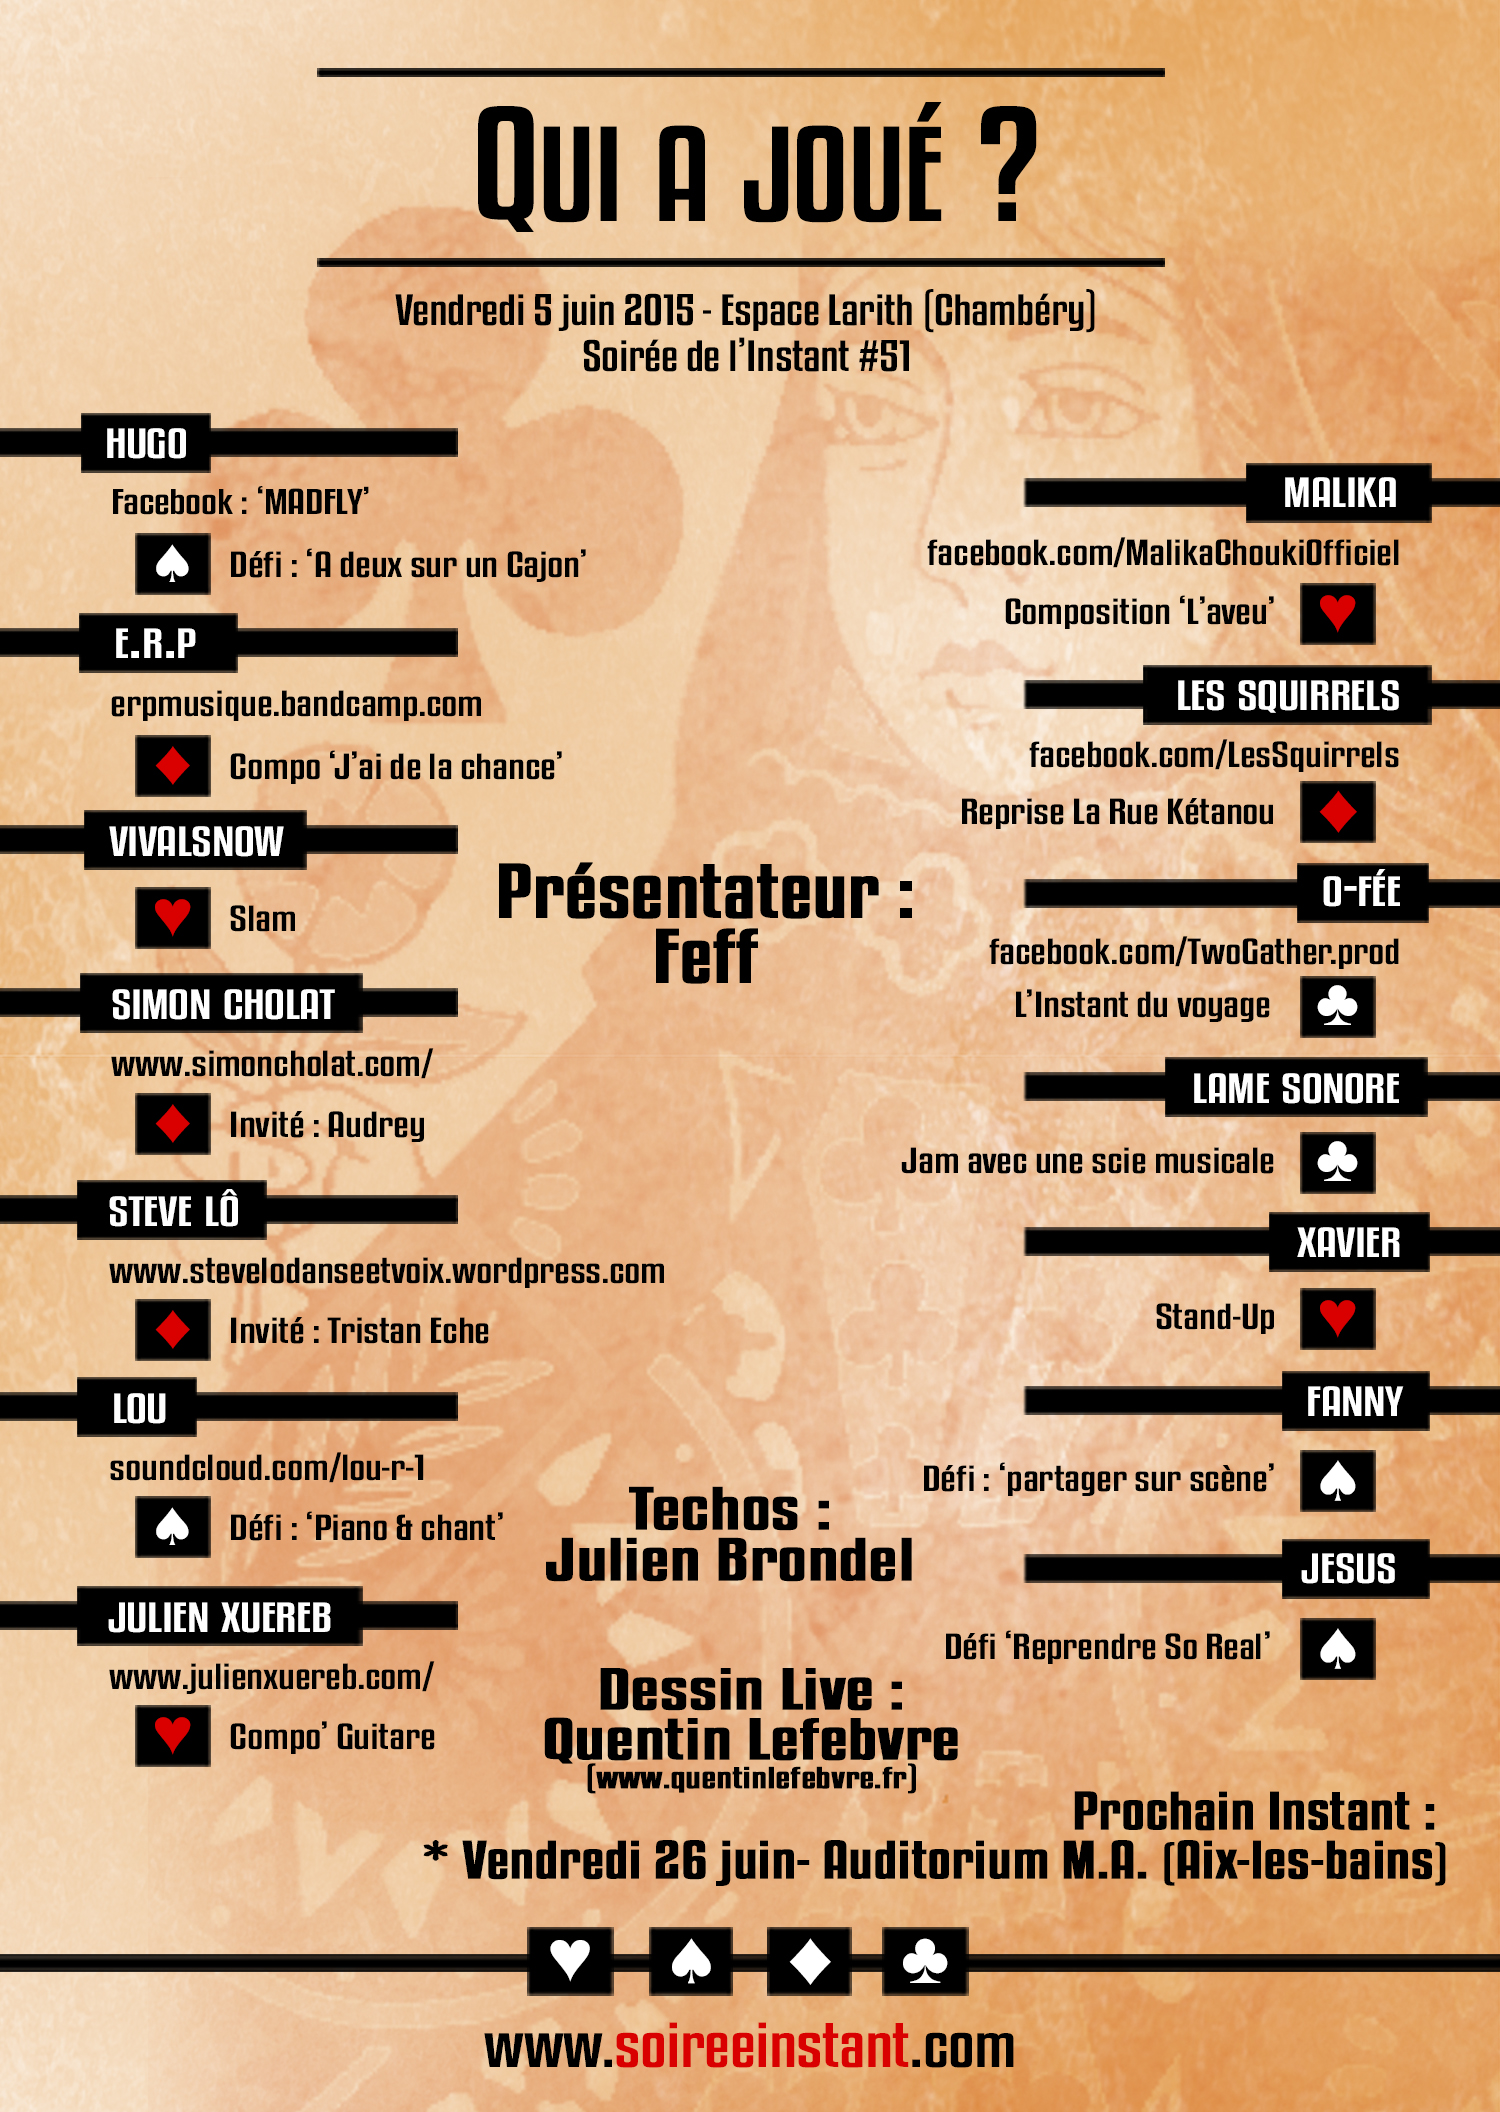 Qui a joué ?
Vendredi 5 juin 2015 - Espace Larith (Chambéry)
Soirée de l'Instant #51
HUGO
Facebook : ‘MADFLY’
Défi : ‘A deux sur un Cajon’
E.R.P
erpmusique.bandcamp.com
Compo ‘J’ai de la chance’
VIVALSNOW
Slam
SIMON CHOLAT
www.simoncholat.com/
Invité : Audrey
STEVE LÔ
www.stevelodanseetvoix.wordpress.com
Invité : Tristan Eche
LOU
soundcloud.com/lou-r-1
Défi : ‘Piano & chant’
JULIEN XUEREB
www.julienxuereb.com/
Compo’ Guitare
Présentateur :
Feff
Techos :
Julien Brondel
Dessin Live :
Quentin Lefebvre
(www.quentinlefebvre.fr)
MALIKA
facebook.com/MalikaChoukiOfficiel
Composition ‘L’aveu’
LES SQUIRRELS
facebook.com/LesSquirrels
Reprise La Rue Kétanou
O-FÉE
facebook.com/TwoGather.prod
L’Instant du voyage
LAME SONORE
Jam avec une scie musicale
XAVIER
Stand-Up
FANNY
Défi : ‘partager sur scène’
JESUS
Défi ‘Reprendre So Real’
Prochain Instant :
* Vendredi 26 juin- Auditorium M.A. (Aix-les-bains)
www.soireeinstant.com